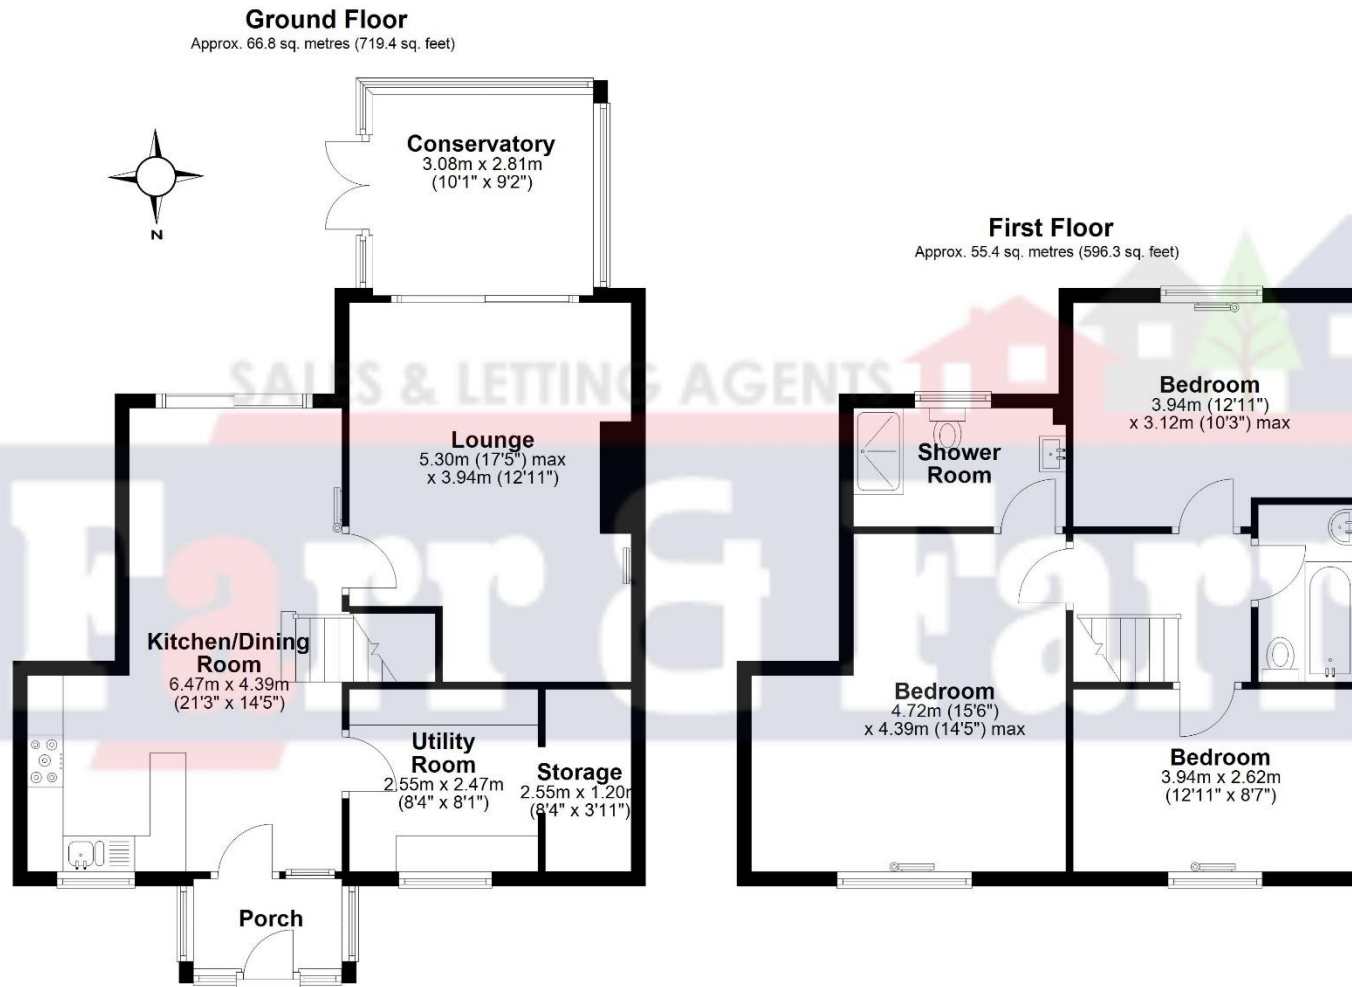 Ground Floor
Approx. 66.8 sq. metres (719.4 sq. feet)
Conservatory
3.08m x 2.81m
(10'1" x 9'2")
N
Lounge
5.30m (17'5") max
x 3.94m (12'11")
Kitchen/Dining
Room
6.47m x 4.39m
(21'3" x 14'5")
Utility
Room
2.55m x 2.47m
(8'4" x 8'1")
Storage
2.55m x 1.20m
(8'4" x 3'11")
Porch
First Floor
Approx. 55.4 sq. metres (596.3 sq. feet)
Bedroom
3.94m (12'11")
x 3.12m (10'3") max
Shower
Room
Bedroom
4.72m (15'6")
x 4.39m (14'5") max
Bedroom
3.94m x 2.62m
(12'11" x 8'7")
SALES & LETTING AGENTS
Farr & Farr